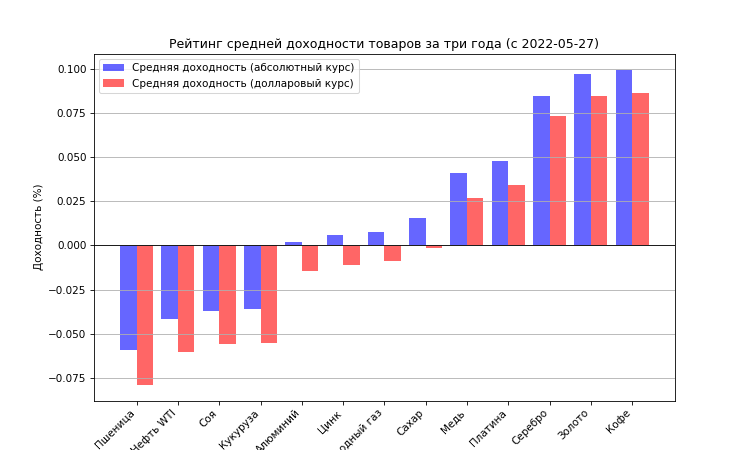 Рейтинг средней доходности товаров за три года (с 2022-05-27)
Средняя доходность (абсолютный курс)
Средняя доходность (долларовый курс)
Доходность (%)
0.100
0.075
0.050
0.025
0.000
−0.025
−0.050
−0.075
Пшеница
Нефть WTI
Соя
Кукуруза
Алюминий
Цинк
одный газ
Сахар
Медь
Платина
Серебро
Золото
Кофе